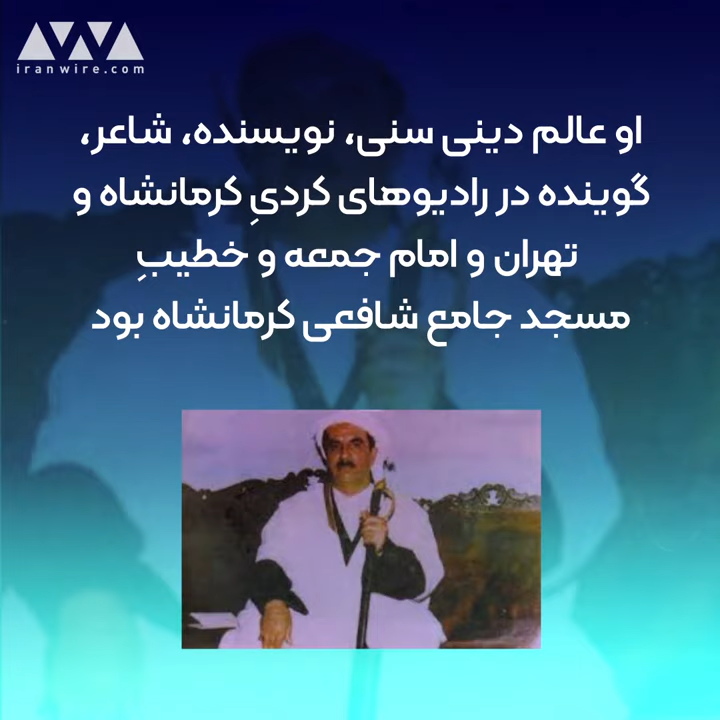 iranwire.com
او عالم دینی سنی، نویسنده، شاعر،
گوینده در رادیوهای کردیِ کرمانشاه و
تهران و امام جمعه و خطیبِ
مسجد جامع شافعی کرمانشاه بود